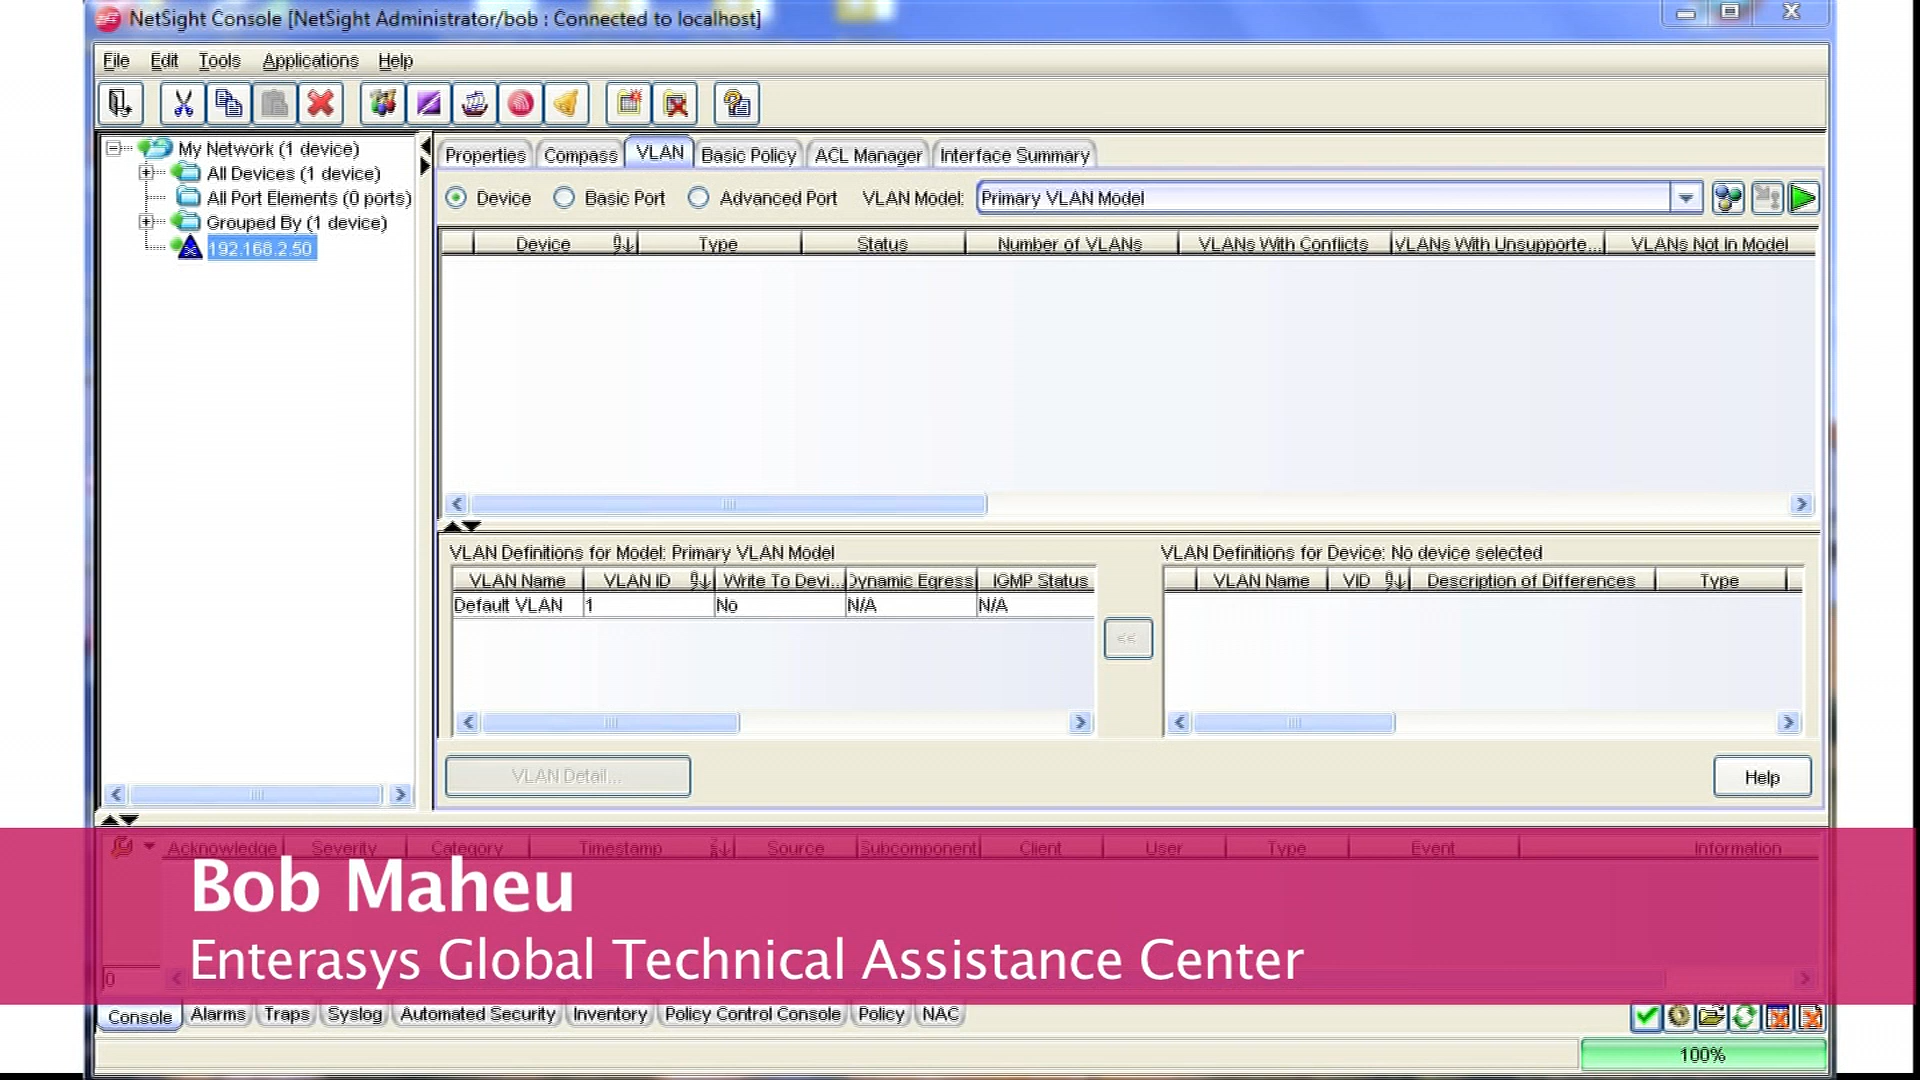 NetSight Console [NetSight Administrator/bob : Connected to localhost]
File Edit Tools Applications Help
My Network (1 device)
All Devices (1 device)
All Port Elements (0 ports)
Grouped By (1 device)
192.168.2.50
Properties Compass VLAN Basic Policy ACL Manager Interface Summary
Device Basic Port Advanced Port VLAN Model: Primary VLAN Model
Device Type Status Number of VLANs VLANs With Conflicts VLANs With Unsupporte... VLANs Not In Model
VLAN Definitions for Model: Primary VLAN Model
VLAN Name VLAN ID Write To Devi... Dynamic Egress IGMP Status
Default VLAN 1 No N/A N/A
<<
VLAN Definitions for Device: No device selected
VLAN Name VID Description of Differences Type
VLAN Detail...
Help
Acknowledge Severity Category Timestamp Source Subcomponent Client User Type Event Information
Bob Maheu
Enterasys Global Technical Assistance Center
0
Console Alarms Traps Syslog Automated Security Inventory Policy Control Console Policy NAC
100%